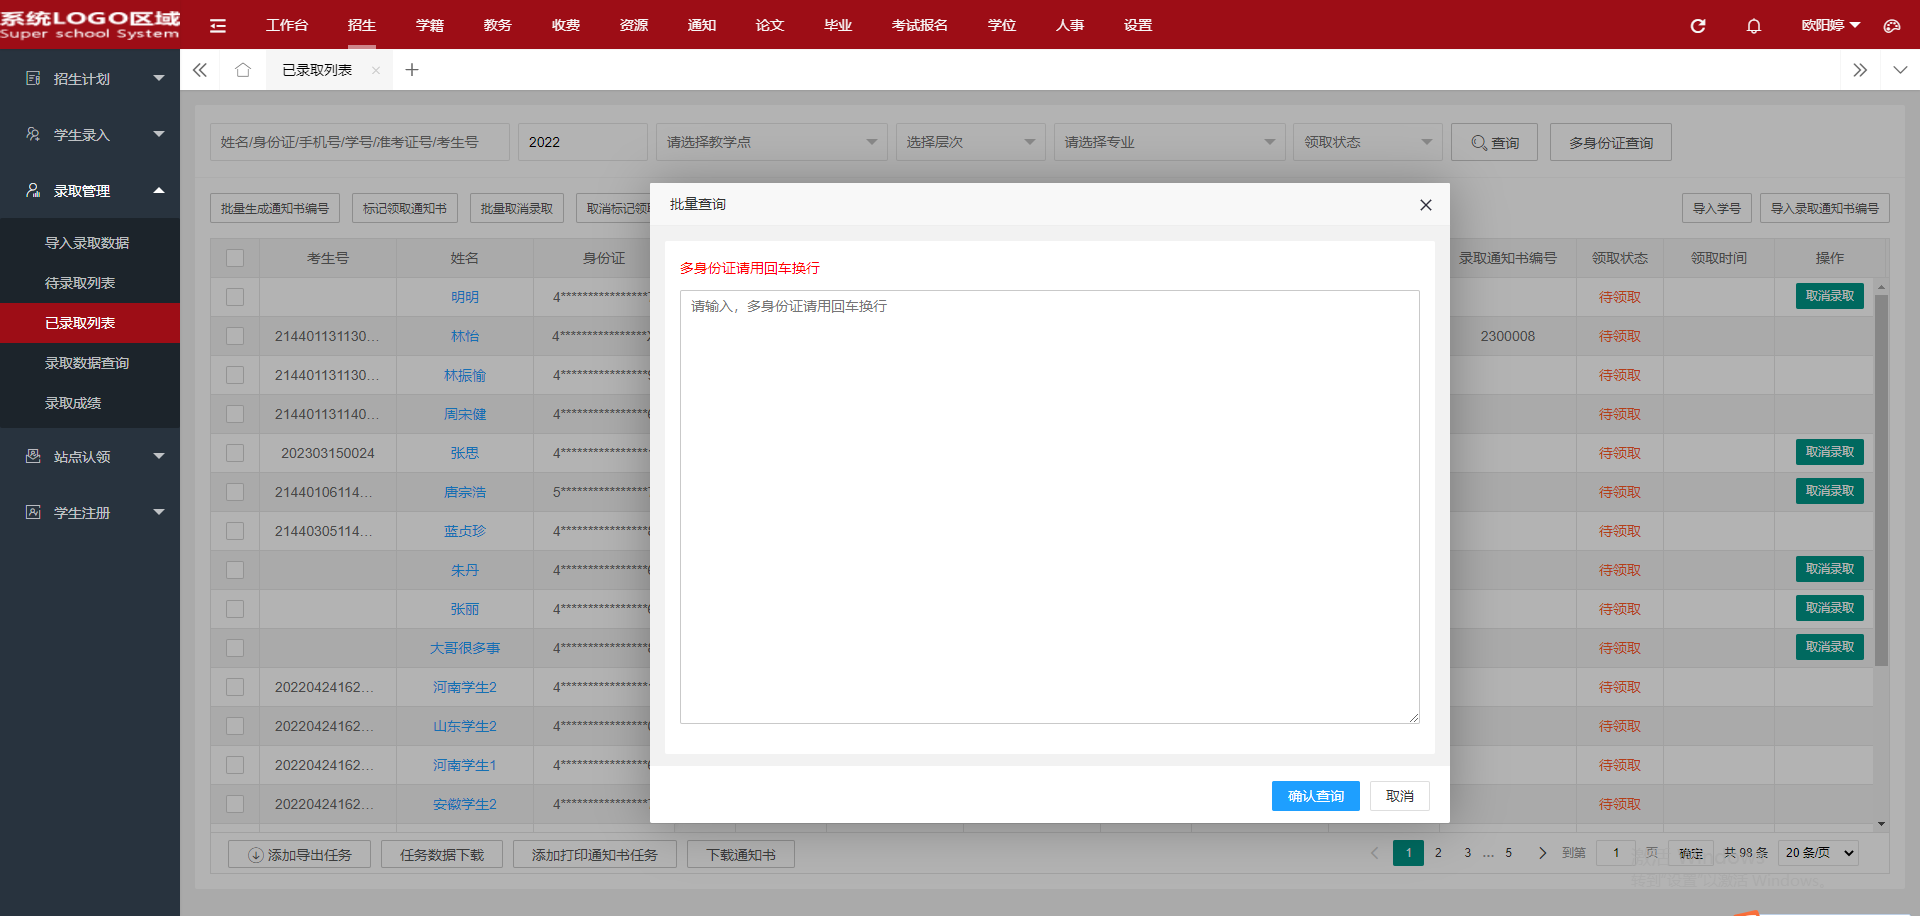 系统LOGO区域
Super school System
工作台 招生 学籍 教务 收费 资源 通知 论文 毕业 考试报名 学位 人事 设置
欧阳婷
招生计划
学生录入
录取管理
导入录取数据
待录取列表
已录取列表
录取数据查询
录取成绩
站点认领
学生注册
已录取列表
姓名/身份证/手机号/学号/准考证号/考生号 2022 请选择教学点 选择层次 请选择专业 领取状态 查询 多身份证查询
批量生成通知书编号 标记领取通知书 批量取消录取 取消标记领 导入学号 导入录取通知书编号
考生号 姓名 身份证 录取通知书编号 领取状态 领取时间 操作
明明 4**************** 待领取 取消录取
214401131130... 林怡 4**************** 2300008 待领取
214401131130... 林振愉 4**************** 待领取
214401131140... 周宋健 4**************** 待领取
202303150024 张思 4**************** 待领取 取消录取
21440106114... 唐宗浩 5**************** 待领取 取消录取
21440305114... 蓝贞珍 4**************** 待领取
朱丹 4**************** 待领取 取消录取
张丽 4**************** 待领取 取消录取
大哥很多事 4**************** 待领取 取消录取
20220424162... 河南学生2 4**************** 待领取
20220424162... 山东学生2 4**************** 待领取
20220424162... 河南学生1 4**************** 待领取
20220424162... 安徽学生2 4**************** 待领取
批量查询
多身份证请用回车换行
请输入，多身份证请用回车换行
确认查询 取消
添加导出任务 任务数据下载 添加打印通知书任务 下载通知书
1 2 3 ... 5 到第 1 页 确定 共 98 条 20 条/页
转到"设置"以激活 Windows。